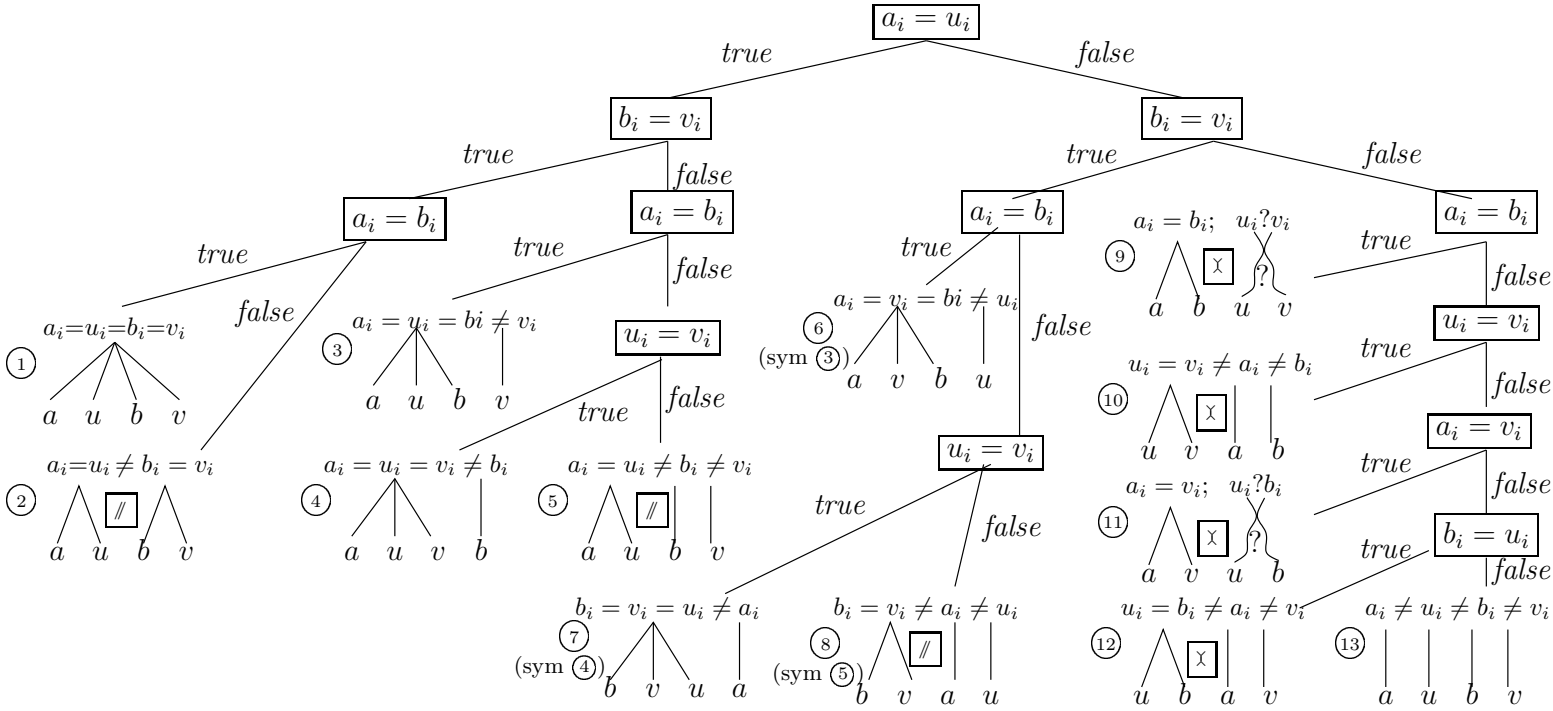 a_i = u_i
true false
b_i = v_i b_i = v_i
true false true false
a_i = b_i a_i = b_i a_i = b_i a_i = b_i
true false true false true false true false
a_i=u_i=b_i=v_i
① a u b v
a_i=u_i ≠ b_i = v_i
② // a u b v
a_i = u_i = bi ≠ v_i
③ a u b v
u_i = v_i
true false
a_i = u_i = v_i ≠ b_i
④ a u v b
a_i = u_i ≠ b_i ≠ v_i
⑤ // a u b v
a_i = v_i = bi ≠ u_i
⑥
(sym ③)
a v b u
u_i = v_i
true false
b_i = v_i = u_i ≠ a_i
⑦
(sym ④)
b v u a
b_i = v_i ≠ a_i ≠ u_i
⑧ //
(sym ⑤)
b v a u
a_i = b_i; u_i?v_i
⑨ ?
a b u v
u_i = v_i
true false
u_i = v_i ≠ a_i ≠ b_i
⑩
u v a b
a_i = v_i
true false
a_i = v_i; u_i?b_i
⑪ ?
a v u b
b_i = u_i
true false
u_i = b_i ≠ a_i ≠ v_i
⑫
u b a v
a_i ≠ u_i ≠ b_i ≠ v_i
⑬
a u b v